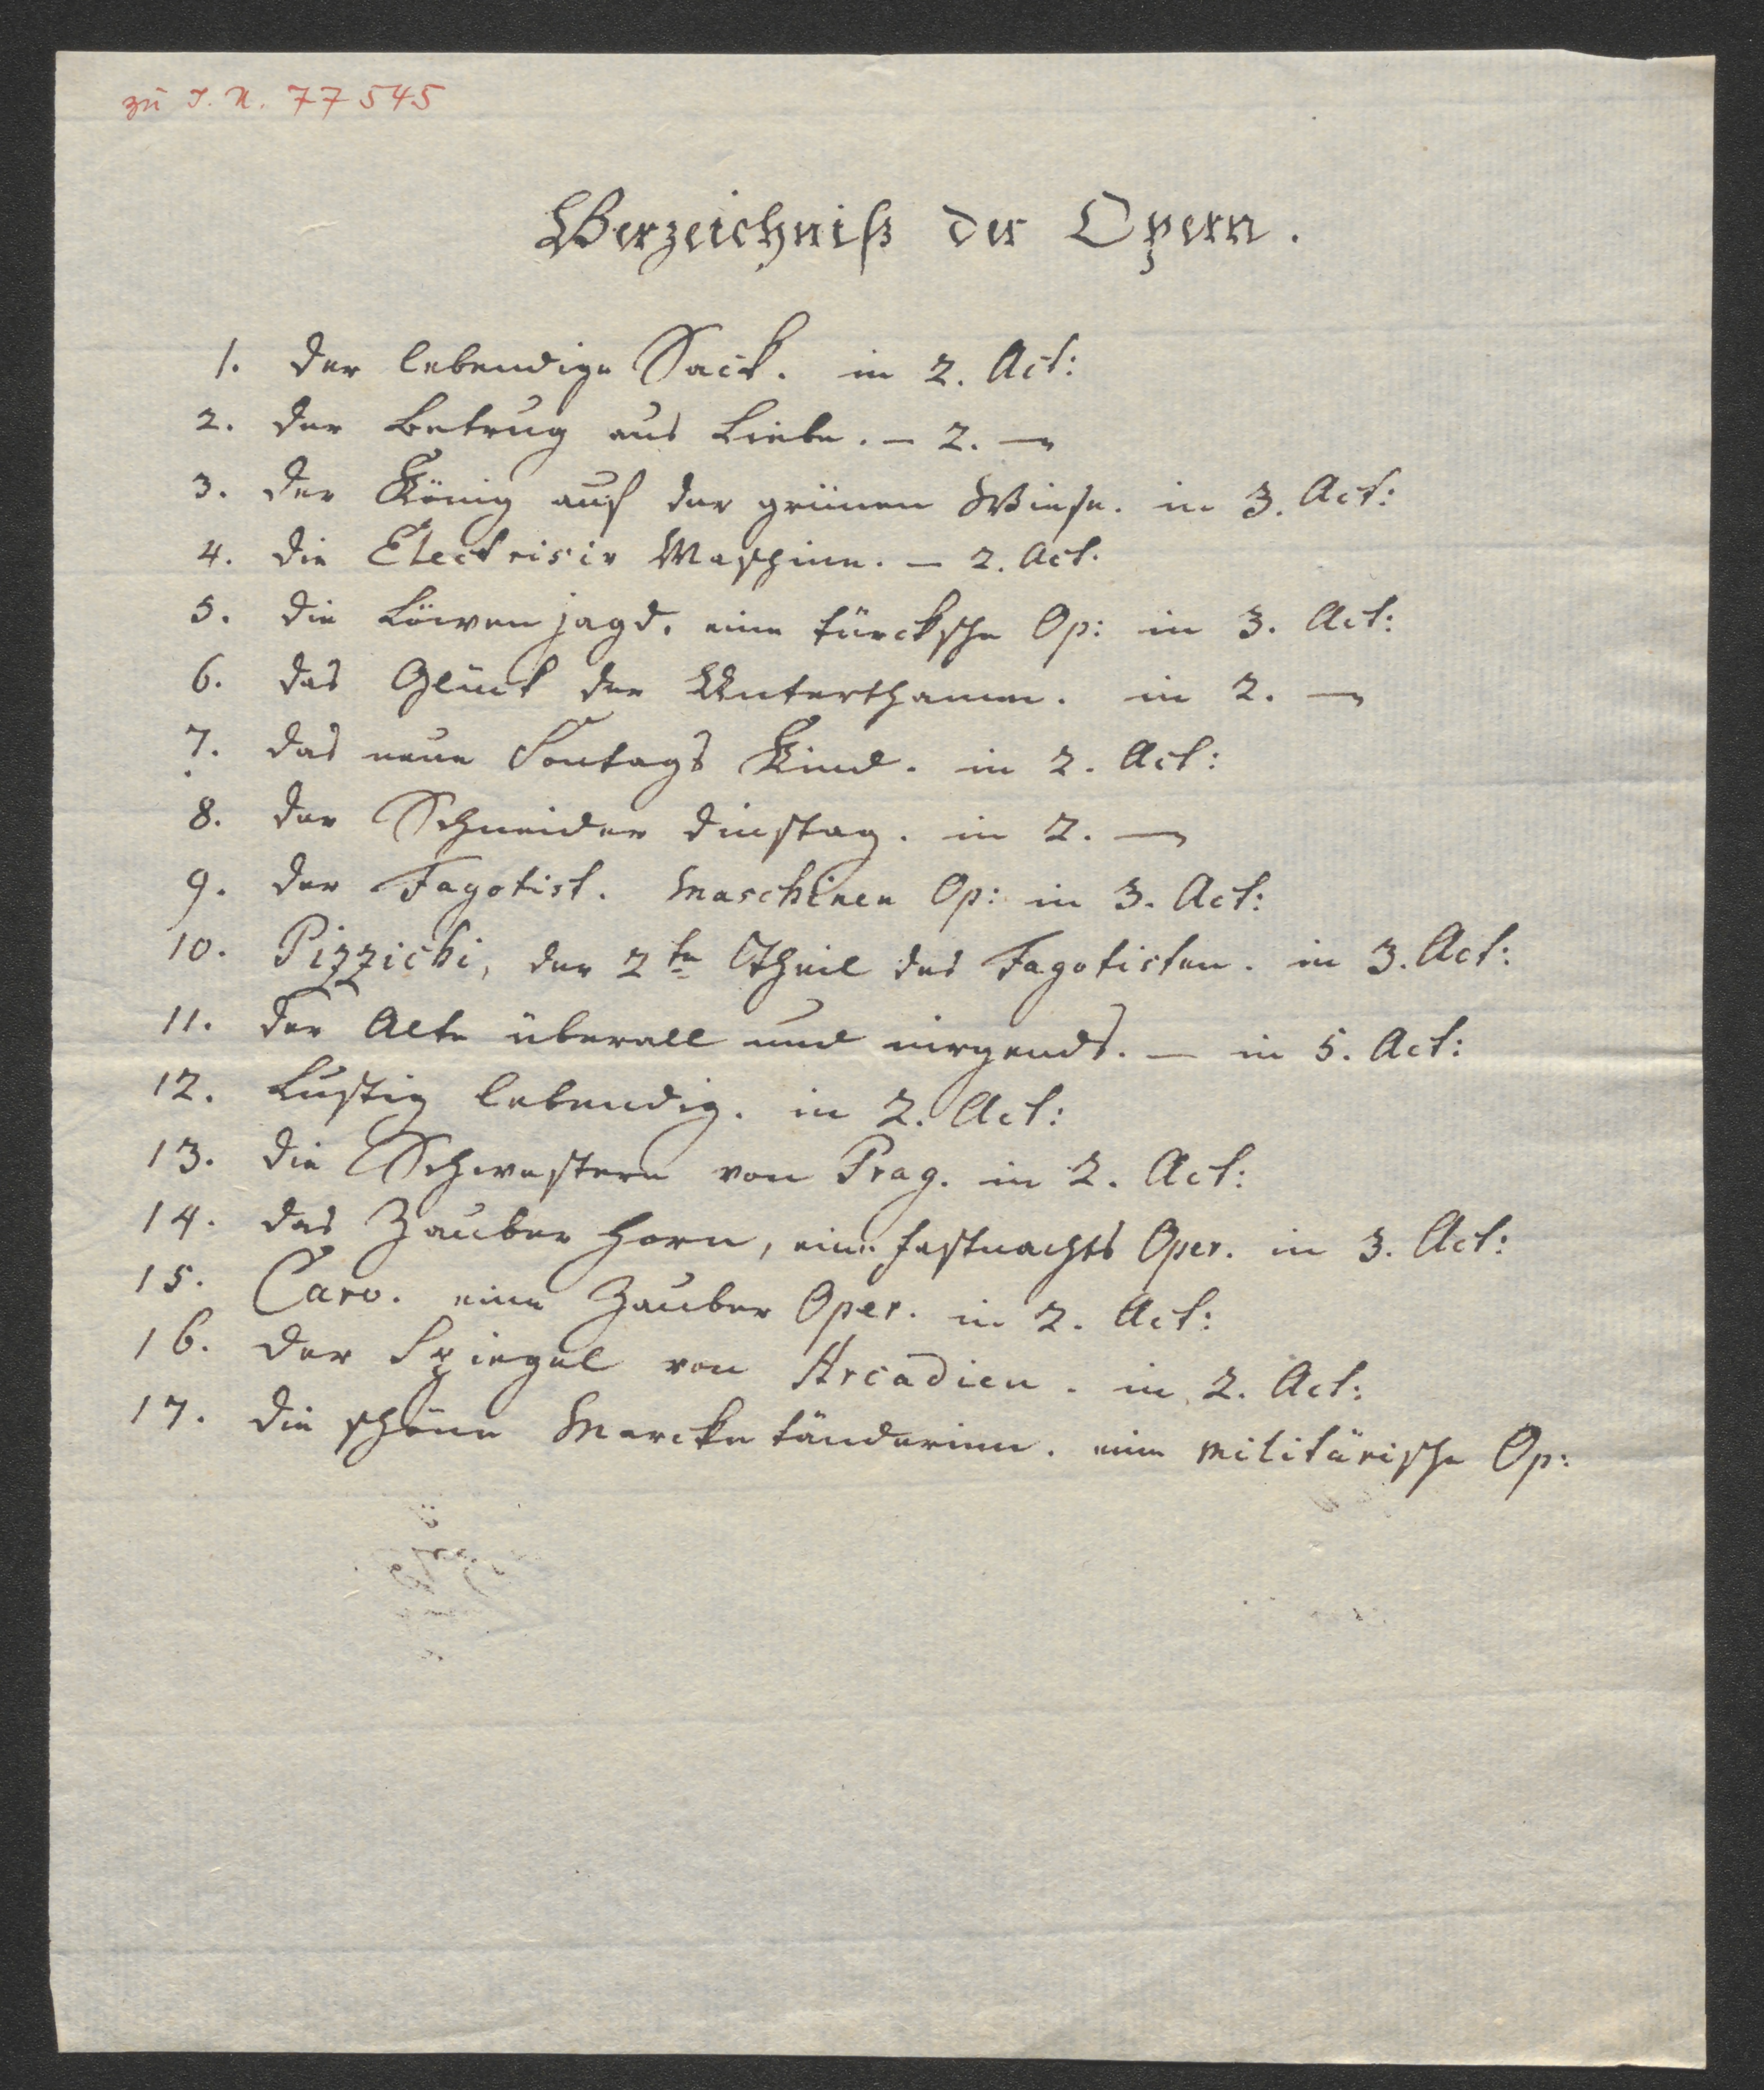 zu I. N. 77545
Verzeichniß der Opern.
1. Der lebendige Sack. in 2. Act:
2. Der Betrug aus Liebe. – 2. —
3. Der König auf der grünen Wiese. in 3. Act:
4. Die Electrisir Maschine. – 2. Act.
5. Die Löwen jagd, eine türcksche Op: in 3. Act:
6. Das Glück der Unterthanen. in 2. —
7. Das neue Sontags Kind. in 2. Act:
8. Der Schneider Dinstag. in 2. —
9. Der Fagotist. Maschinen Op: in 3. Act:
10. Pizzichi, der 2te Theil des Fagotisten. in 3. Act:
11. Der Alte überall und nirgends. — in 5. Act:
12. Lustig lebendig. in 2. Act:
13. Die Schwestern von Prag. in 2. Act:
14. Das Zauber Horn, eine Fastnachts Oper. in 3. Act:
15. Caro. eine Zauber Oper. in 2. Act:
16. Der Spiegel von Arcadien. in 2. Act:
17. Die schöne Marcke tänderinn. eine militärische Op: